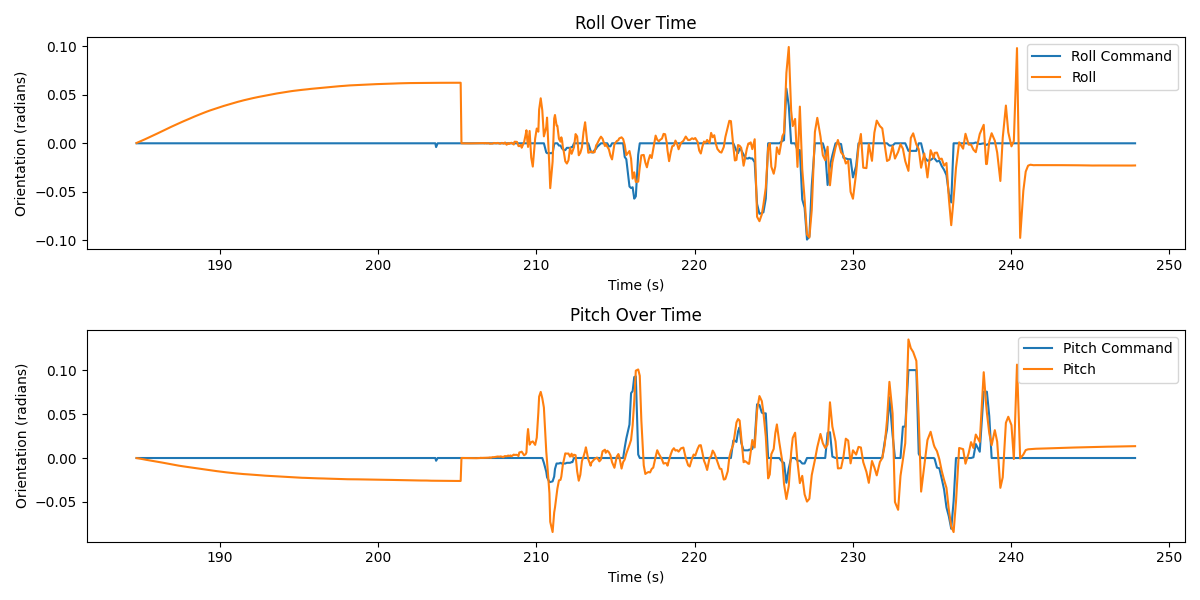 Roll Over Time
Orientation (radians)
0.10
0.05
0.00
−0.05
−0.10
Roll Command
Roll
190 200 210 220 230 240 250
Time (s)
Pitch Over Time
Orientation (radians)
0.10
0.05
0.00
−0.05
Pitch Command
Pitch
190 200 210 220 230 240 250
Time (s)